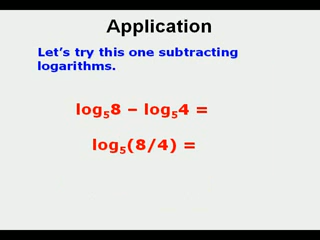 Application
Let's try this one subtracting
logarithms.
log₅8 – log₅4 =
log₅(8/4) =